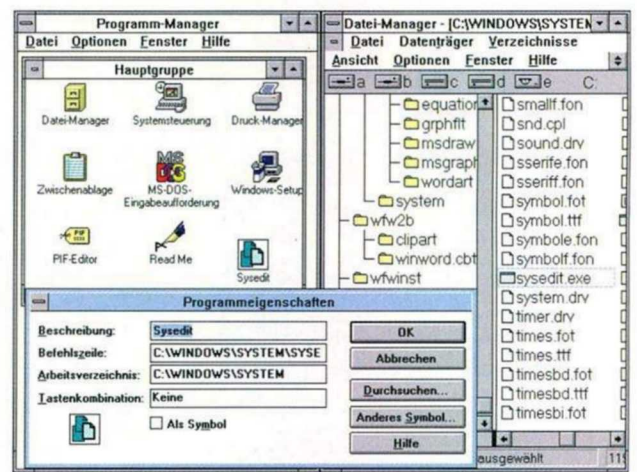 Programm-Manager
Datei Optionen Fenster Hilfe
Hauptgruppe
Datei-Manager
Systemsteuerung
Druck-Manager
Zwischenablage
MS-DOS-
Eingabeaufforderung
Windows-Setup
PIF-Editor
Read Me
Sysedit
Datei-Manager - [C:\WINDOWS\SYSTEM
Datei Datenträger Verzeichnisse
Ansicht Optionen Fenster Hilfe
a b c d e C:
equation
grphflt
msdraw
msgraph
wordart
system
wfw2b
clipart
winword.cbt
wfwinst
smallf.fon
snd.cpl
sound.drv
sserife.fon
sseriff.fon
symbol.fot
symbol.ttf
symbole.fon
symbolf.fon
sysedit.exe
system.drv
timer.drv
times.fot
times.ttf
timesbd.fot
timesbd.ttf
timesbi.fot
ausgewählt
Programmeigenschaften
Beschreibung: Sysedit
Befehlszeile: C:\WINDOWS\SYSTEM\SYSE
Arbeitsverzeichnis: C:\WINDOWS\SYSTEM
Tastenkombination: Keine
Als Symbol
OK
Abbrechen
Durchsuchen...
Anderes Symbol...
Hilfe